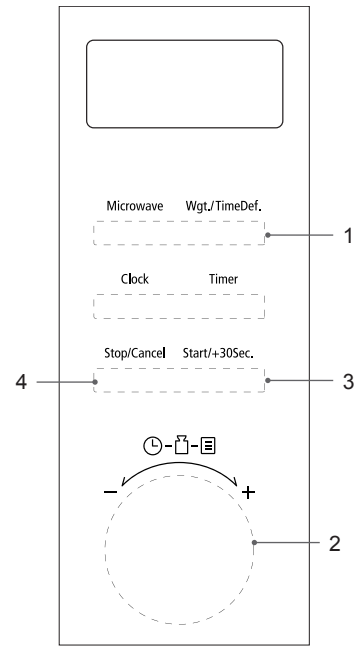 Microwave Wgt./TimeDef.
1
Clock Timer
Stop/Cancel Start/+30Sec.
4 3
- +
2